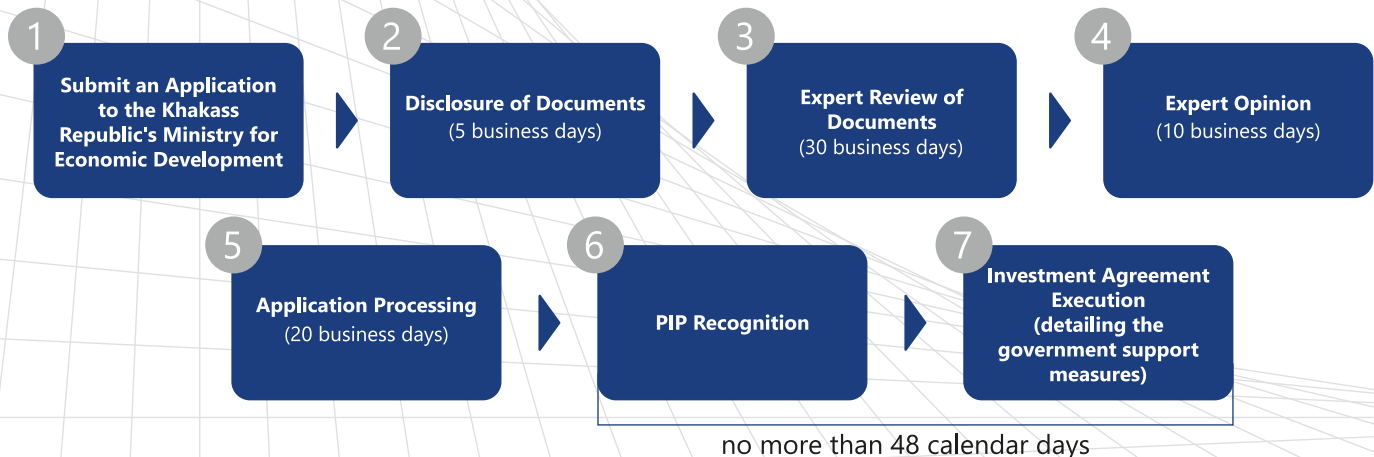 1
Submit an Application
to the Khakass
Republic's Ministry for
Economic Development
2
Disclosure of Documents
(5 business days)
3
Expert Review of
Documents
(30 business days)
4
Expert Opinion
(10 business days)
5
Application Processing
(20 business days)
6
PIP Recognition
7
Investment Agreement
Execution
(detailing the
government support
measures)
no more than 48 calendar days